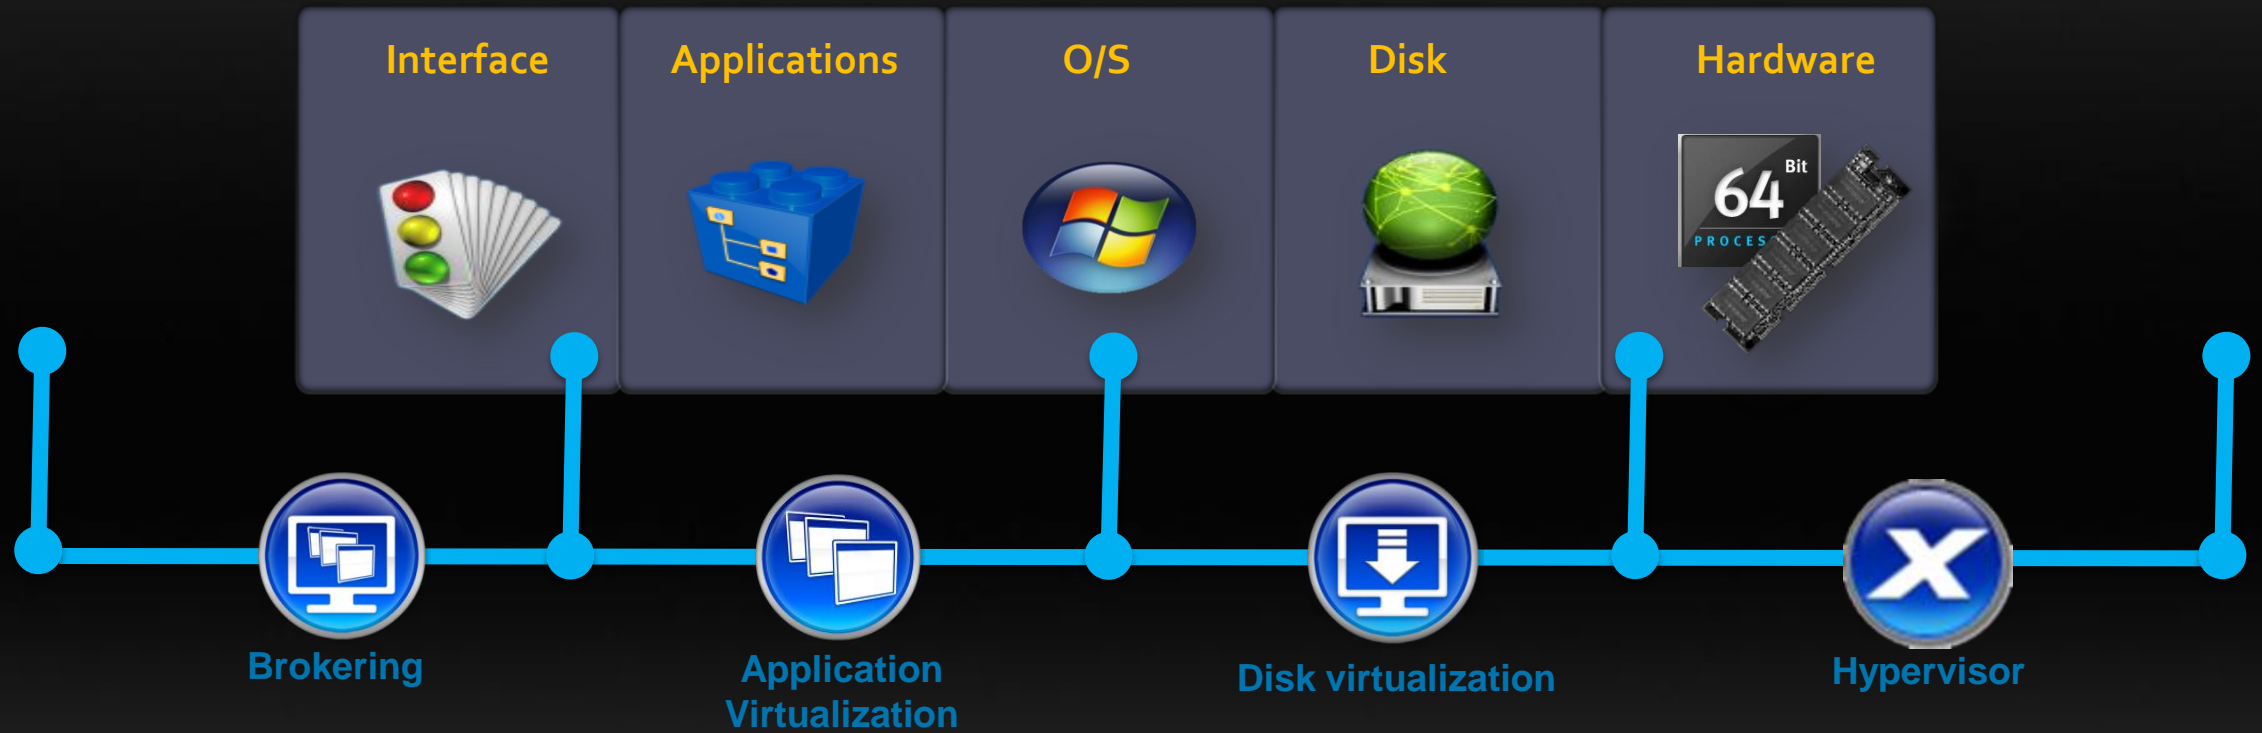 Interface
Applications
O/S
Disk
Hardware
64 Bit
Brokering
Application
Virtualization
Disk virtualization
Hypervisor